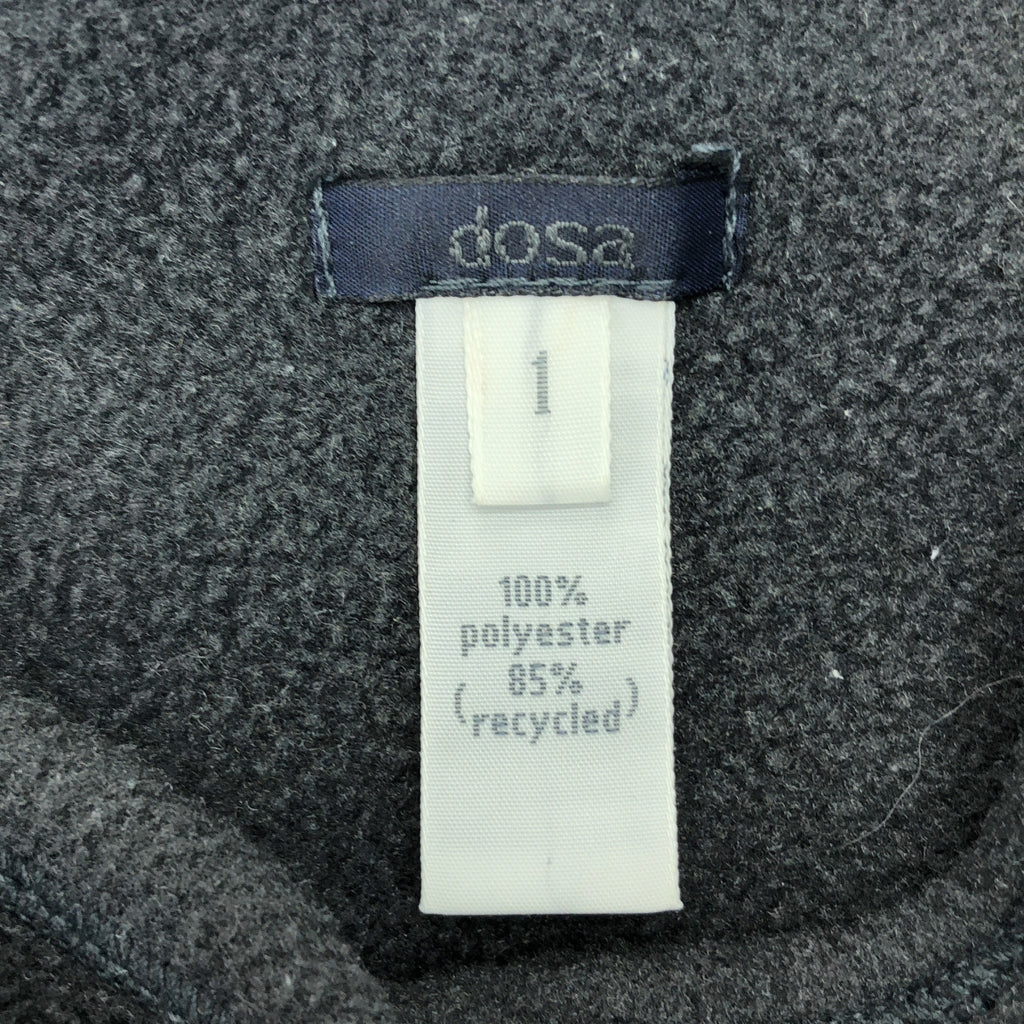 dosa
1
100%
polyester
85%
(recycled)